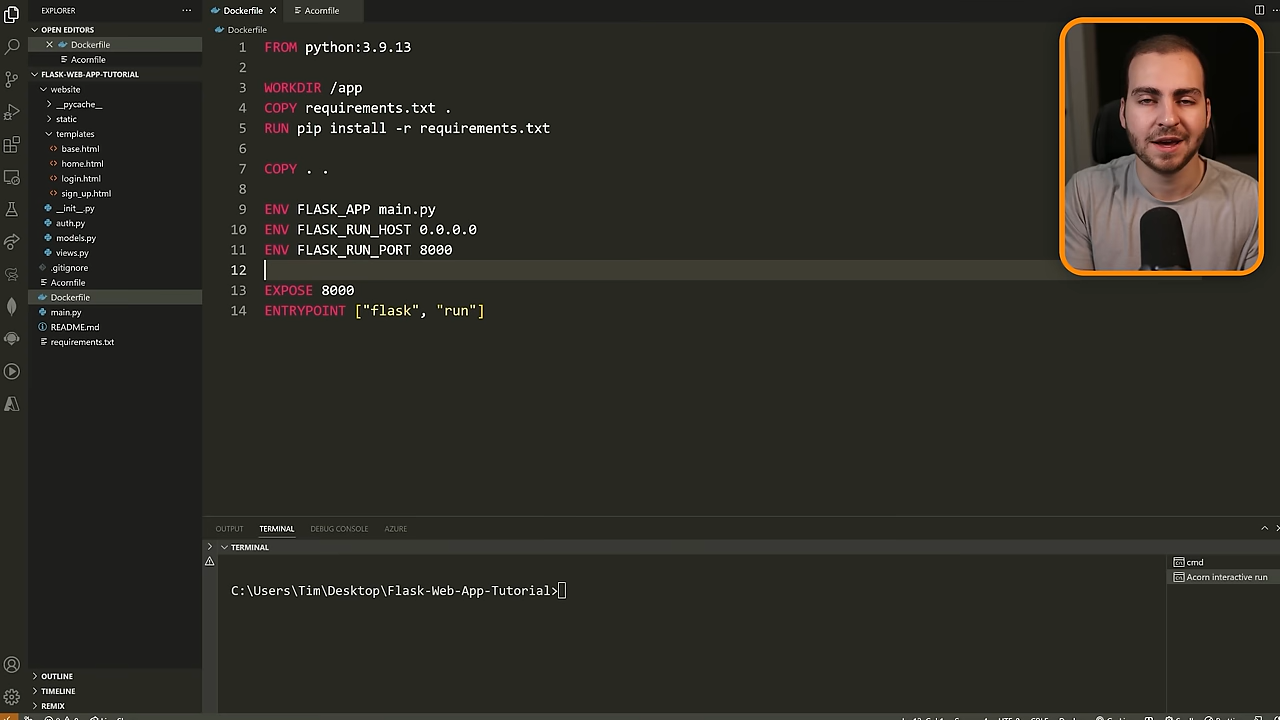 EXPLORER
OPEN EDITORS
Dockerfile
Acornfile
FLASK-WEB-APP-TUTORIAL
website
__pycache__
static
templates
base.html
home.html
login.html
sign_up.html
__init__.py
auth.py
models.py
views.py
.gitignore
Acornfile
Dockerfile
main.py
README.md
requirements.txt
OUTLINE
TIMELINE
REMIX
Dockerfile
Acornfile
Dockerfile
1 FROM python:3.9.13
2
3 WORKDIR /app
4 COPY requirements.txt .
5 RUN pip install -r requirements.txt
6
7 COPY . .
8
9 ENV FLASK_APP main.py
10 ENV FLASK_RUN_HOST 0.0.0.0
11 ENV FLASK_RUN_PORT 8000
12
13 EXPOSE 8000
14 ENTRYPOINT ["flask", "run"]
OUTPUT TERMINAL DEBUG CONSOLE AZURE
TERMINAL
C:\Users\Tim\Desktop\Flask-Web-App-Tutorial>
cmd
Acorn interactive run